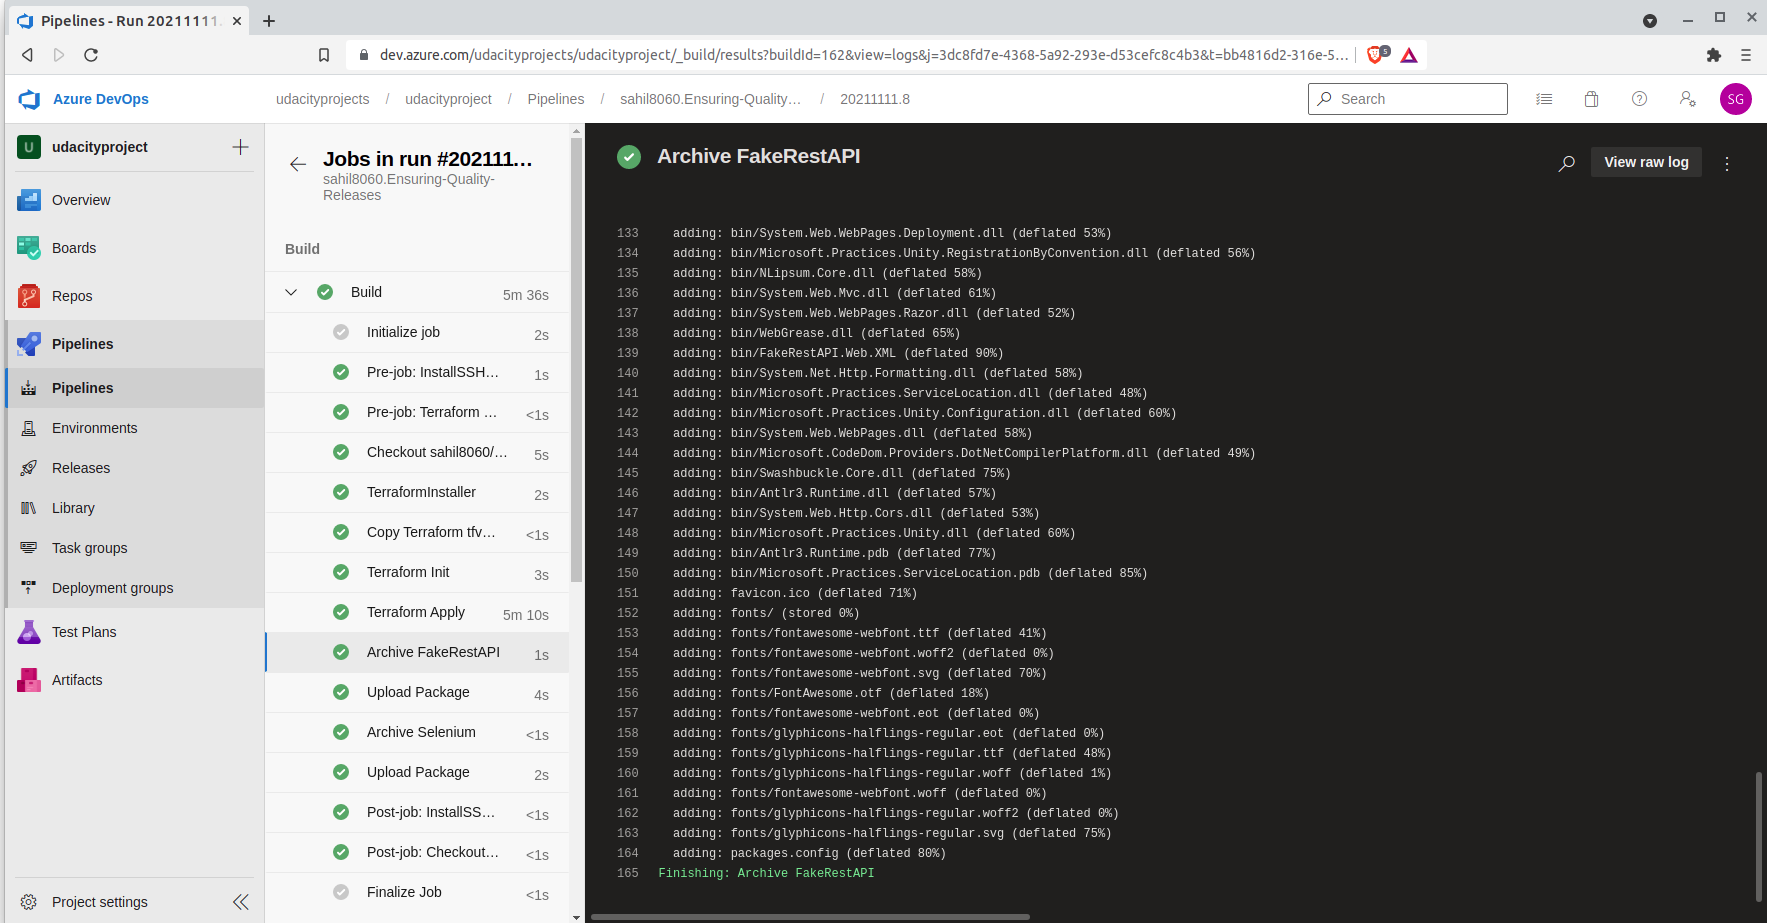 Pipelines - Run 20211111.
dev.azure.com/udacityprojects/udacityproject/_build/results?buildId=162&view=logs&j=3dc8fd7e-4368-5a92-293e-d53cefc8c4b3&t=bb4816d2-316e-5...
5
Azure DevOps
udacityprojects / udacityproject / Pipelines / sahil8060.Ensuring-Quality... / 20211111.8
Search
SG
U
udacityproject
Overview
Boards
Repos
Pipelines
Pipelines
Environments
Releases
Library
Task groups
Deployment groups
Test Plans
Artifacts
Project settings
Jobs in run #202111...
sahil8060.Ensuring-Quality-
Releases
Build
Build 5m 36s
Initialize job 2s
Pre-job: InstallSSH... 1s
Pre-job: Terraform ... <1s
Checkout sahil8060/... 5s
TerraformInstaller 2s
Copy Terraform tfv... <1s
Terraform Init 3s
Terraform Apply 5m 10s
Archive FakeRestAPI 1s
Upload Package 4s
Archive Selenium <1s
Upload Package 2s
Post-job: InstallSS... <1s
Post-job: Checkout... <1s
Finalize Job <1s
Archive FakeRestAPI
View raw log
133 adding: bin/System.Web.WebPages.Deployment.dll (deflated 53%)
134 adding: bin/Microsoft.Practices.Unity.RegistrationByConvention.dll (deflated 56%)
135 adding: bin/NLipsum.Core.dll (deflated 58%)
136 adding: bin/System.Web.Mvc.dll (deflated 61%)
137 adding: bin/System.Web.WebPages.Razor.dll (deflated 52%)
138 adding: bin/WebGrease.dll (deflated 65%)
139 adding: bin/FakeRestAPI.Web.XML (deflated 90%)
140 adding: bin/System.Net.Http.Formatting.dll (deflated 58%)
141 adding: bin/Microsoft.Practices.ServiceLocation.dll (deflated 48%)
142 adding: bin/Microsoft.Practices.Unity.Configuration.dll (deflated 60%)
143 adding: bin/System.Web.WebPages.dll (deflated 58%)
144 adding: bin/Microsoft.CodeDom.Providers.DotNetCompilerPlatform.dll (deflated 49%)
145 adding: bin/Swashbuckle.Core.dll (deflated 75%)
146 adding: bin/Antlr3.Runtime.dll (deflated 57%)
147 adding: bin/System.Web.Http.Cors.dll (deflated 53%)
148 adding: bin/Microsoft.Practices.Unity.dll (deflated 60%)
149 adding: bin/Antlr3.Runtime.pdb (deflated 77%)
150 adding: bin/Microsoft.Practices.ServiceLocation.pdb (deflated 85%)
151 adding: favicon.ico (deflated 71%)
152 adding: fonts/ (stored 0%)
153 adding: fonts/fontawesome-webfont.ttf (deflated 41%)
154 adding: fonts/fontawesome-webfont.woff2 (deflated 0%)
155 adding: fonts/fontawesome-webfont.svg (deflated 70%)
156 adding: fonts/FontAwesome.otf (deflated 18%)
157 adding: fonts/fontawesome-webfont.eot (deflated 0%)
158 adding: fonts/glyphicons-halflings-regular.eot (deflated 0%)
159 adding: fonts/glyphicons-halflings-regular.ttf (deflated 48%)
160 adding: fonts/glyphicons-halflings-regular.woff (deflated 1%)
161 adding: fonts/fontawesome-webfont.woff (deflated 0%)
162 adding: fonts/glyphicons-halflings-regular.woff2 (deflated 0%)
163 adding: fonts/glyphicons-halflings-regular.svg (deflated 75%)
164 adding: packages.config (deflated 80%)
165 Finishing: Archive FakeRestAPI